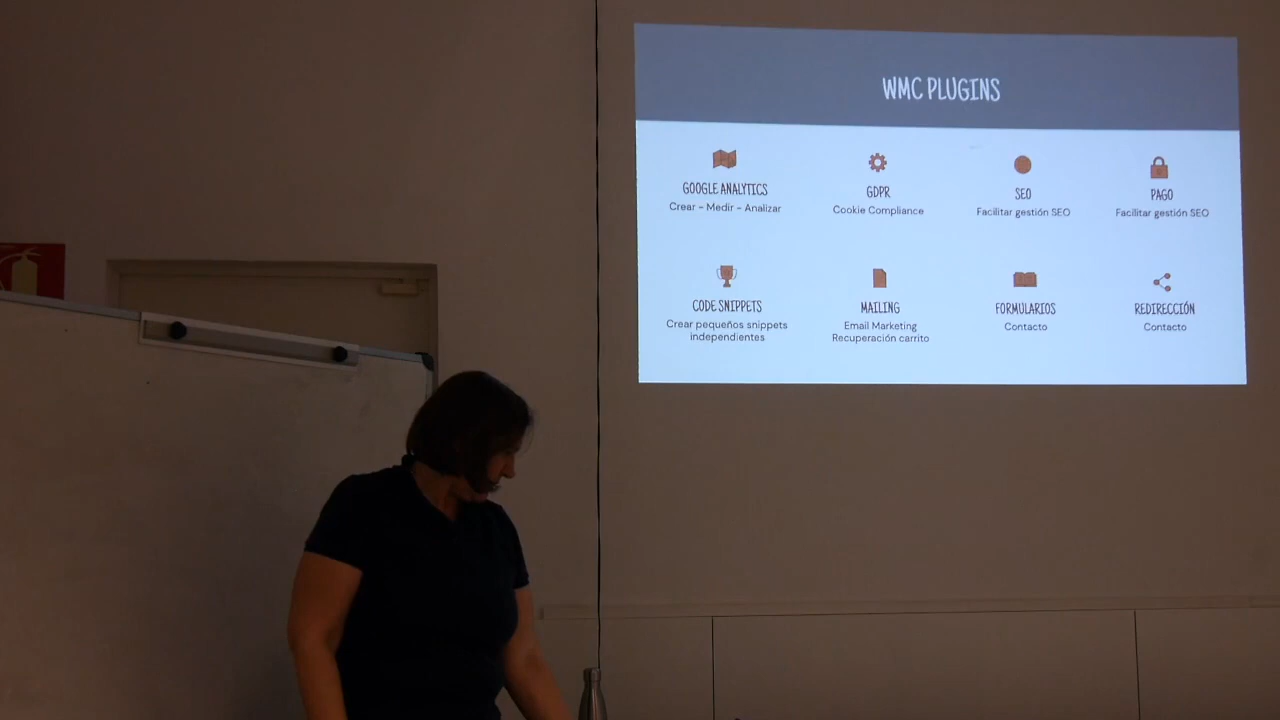 WMC PLUGINS
GOOGLE ANALYTICS
Crear - Medir - Analizar
GDPR
Cookie Compliance
SEO
Facilitar gestión SEO
PAGO
Facilitar gestión SEO
CODE SNIPPETS
Crear pequeños snippets
independientes
MAILING
Email Marketing
Recuperación carrito
FORMULARIOS
Contacto
REDIRECCIÓN
Contacto